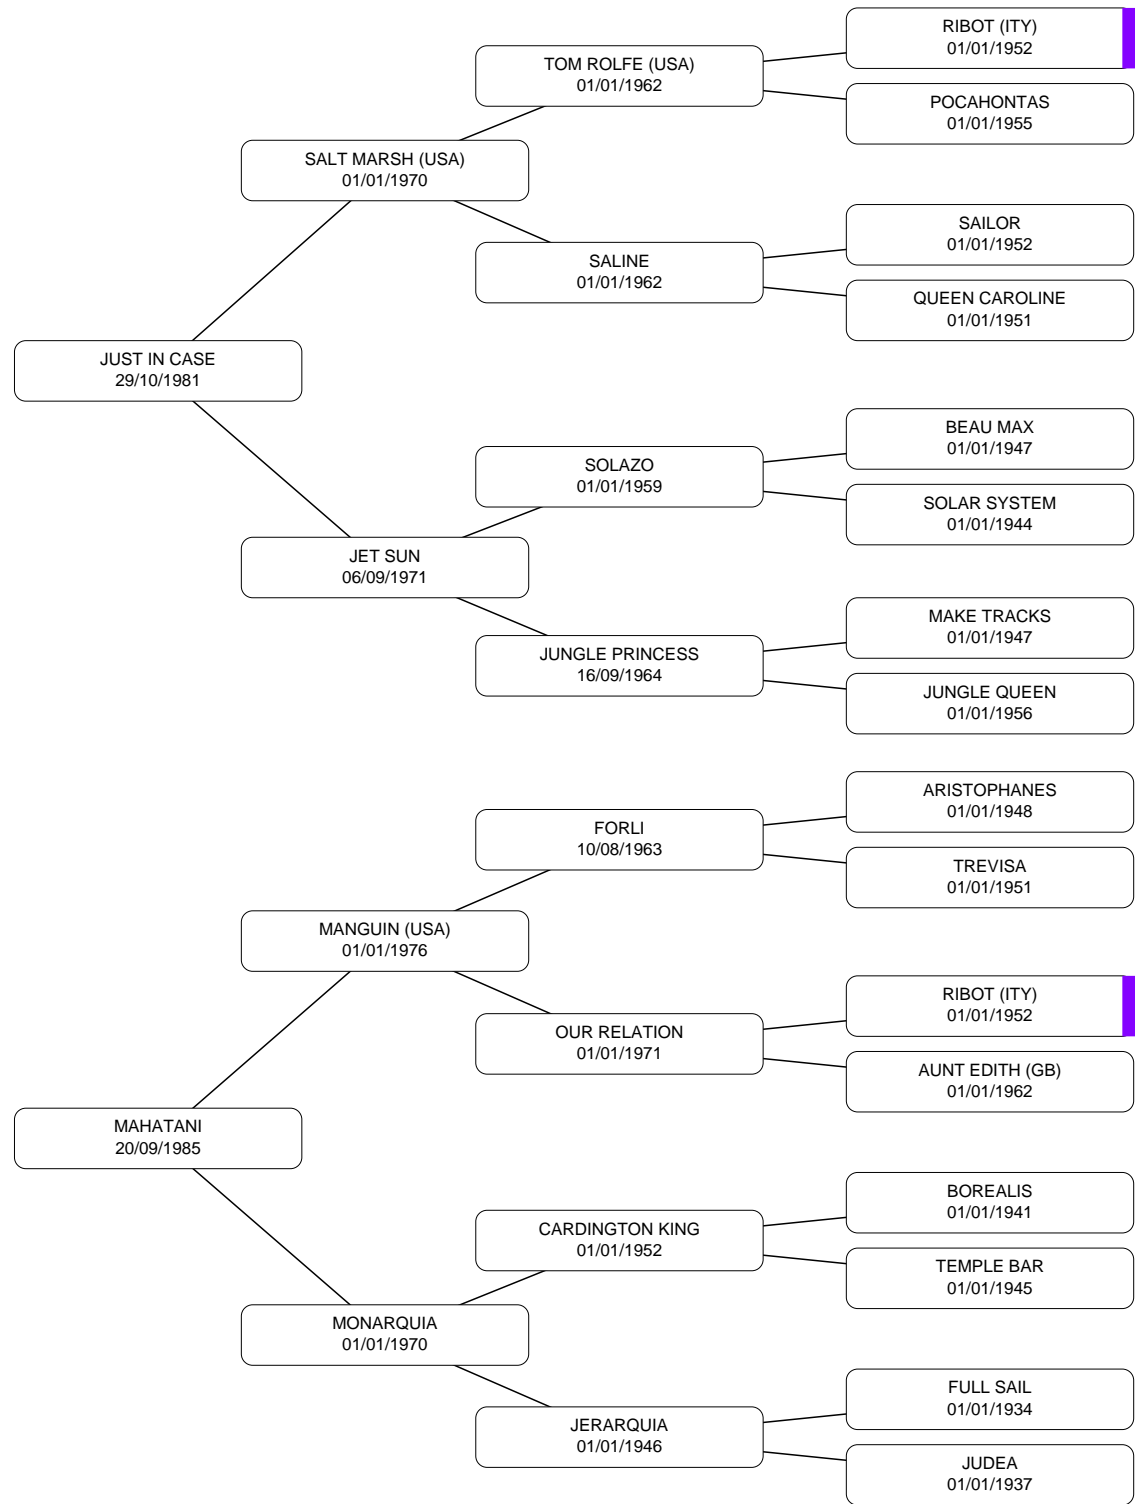 RIBOT (ITY)
01/01/1952
TOM ROLFE (USA)
01/01/1962
POCAHONTAS
01/01/1955
SALT MARSH (USA)
01/01/1970
SAILOR
01/01/1952
SALINE
01/01/1962
QUEEN CAROLINE
01/01/1951
JUST IN CASE
29/10/1981
BEAU MAX
01/01/1947
SOLAZO
01/01/1959
SOLAR SYSTEM
01/01/1944
JET SUN
06/09/1971
MAKE TRACKS
01/01/1947
JUNGLE PRINCESS
16/09/1964
JUNGLE QUEEN
01/01/1956
ARISTOPHANES
01/01/1948
FORLI
10/08/1963
TREVISA
01/01/1951
MANGUIN (USA)
01/01/1976
RIBOT (ITY)
01/01/1952
OUR RELATION
01/01/1971
AUNT EDITH (GB)
01/01/1962
MAHATANI
20/09/1985
BOREALIS
01/01/1941
CARDINGTON KING
01/01/1952
TEMPLE BAR
01/01/1945
MONARQUIA
01/01/1970
FULL SAIL
01/01/1934
JERARQUIA
01/01/1946
JUDEA
01/01/1937